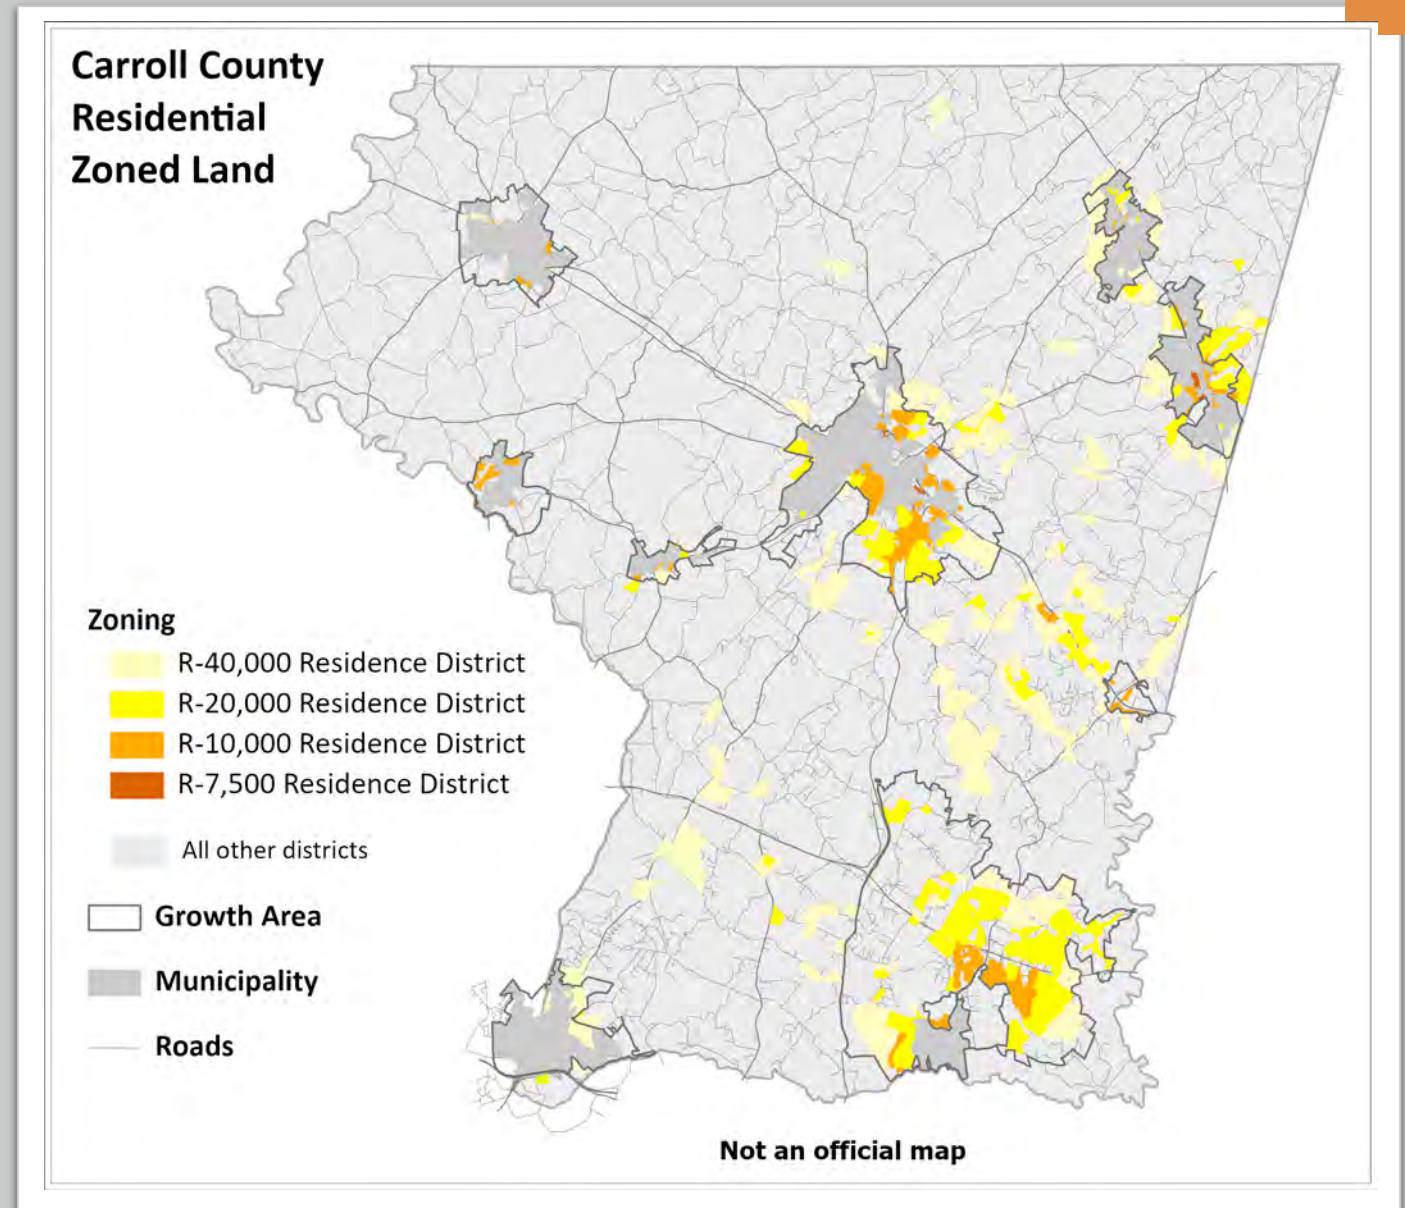 Carroll County
Residential
Zoned Land
Zoning
R-40,000 Residence District
R-20,000 Residence District
R-10,000 Residence District
R-7,500 Residence District
All other districts
Growth Area
Municipality
Roads
Not an official map